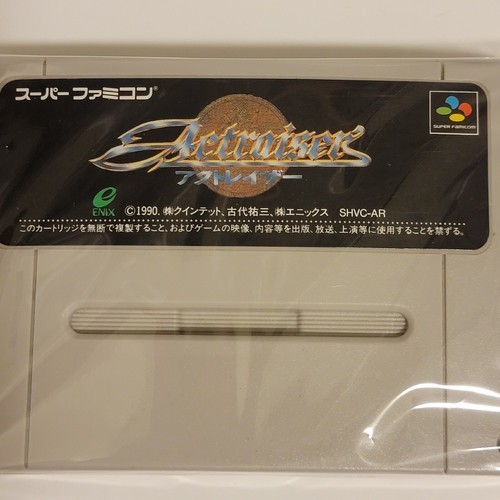 スーパーファミコン®
Actraiser
アクトレイザー
SUPER FAMICOM
ENIX
©1990. ㈱クインテット、古代祐三、㈱エニックス SHVC-AR
このカートリッジを無断で複製すること、およびゲームの映像、内容等を出版、放送、上演等に使用することを禁ずる。